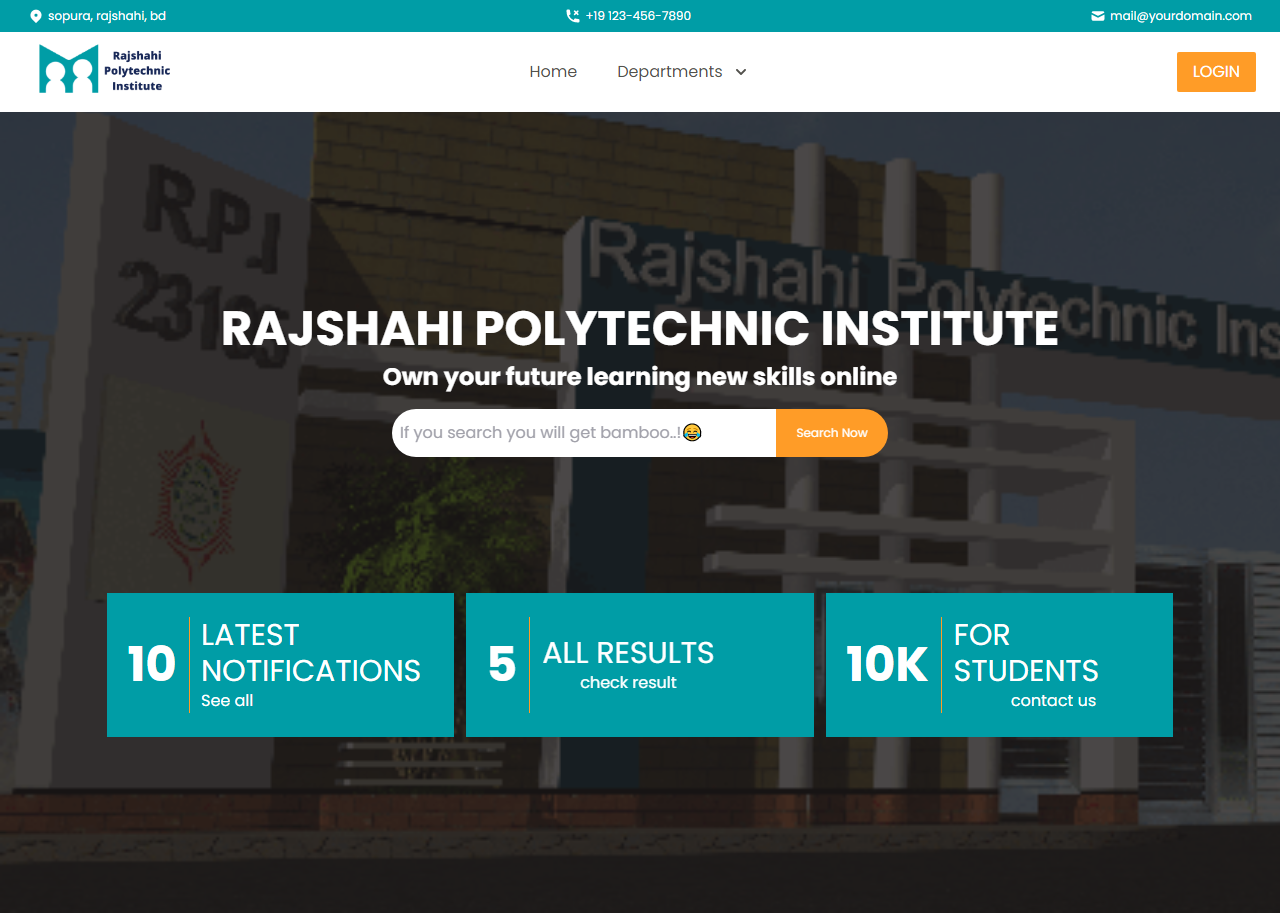 sopura, rajshahi, bd
+19 123-456-7890
mail@yourdomain.com
Rajshahi
Polytechnic
Institute
Home
Departments
LOGIN
R.P.I
Rajshahi Polytechnic Ins
RAJSHAHI POLYTECHNIC INSTITUTE
Own your future learning new skills online
If you search you will get bamboo..!😂
Search Now
10
LATEST
NOTIFICATIONS
See all
5
ALL RESULTS
check result
10K
FOR
STUDENTS
contact us